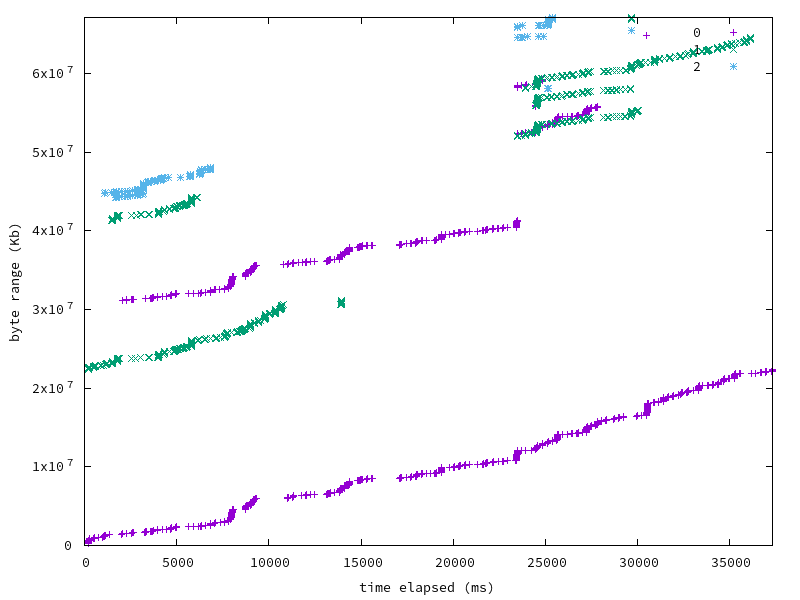 0
1
2
6x10^7
5x10^7
4x10^7
3x10^7
2x10^7
1x10^7
0
0 5000 10000 15000 20000 25000 30000 35000
byte range (Kb)
time elapsed (ms)